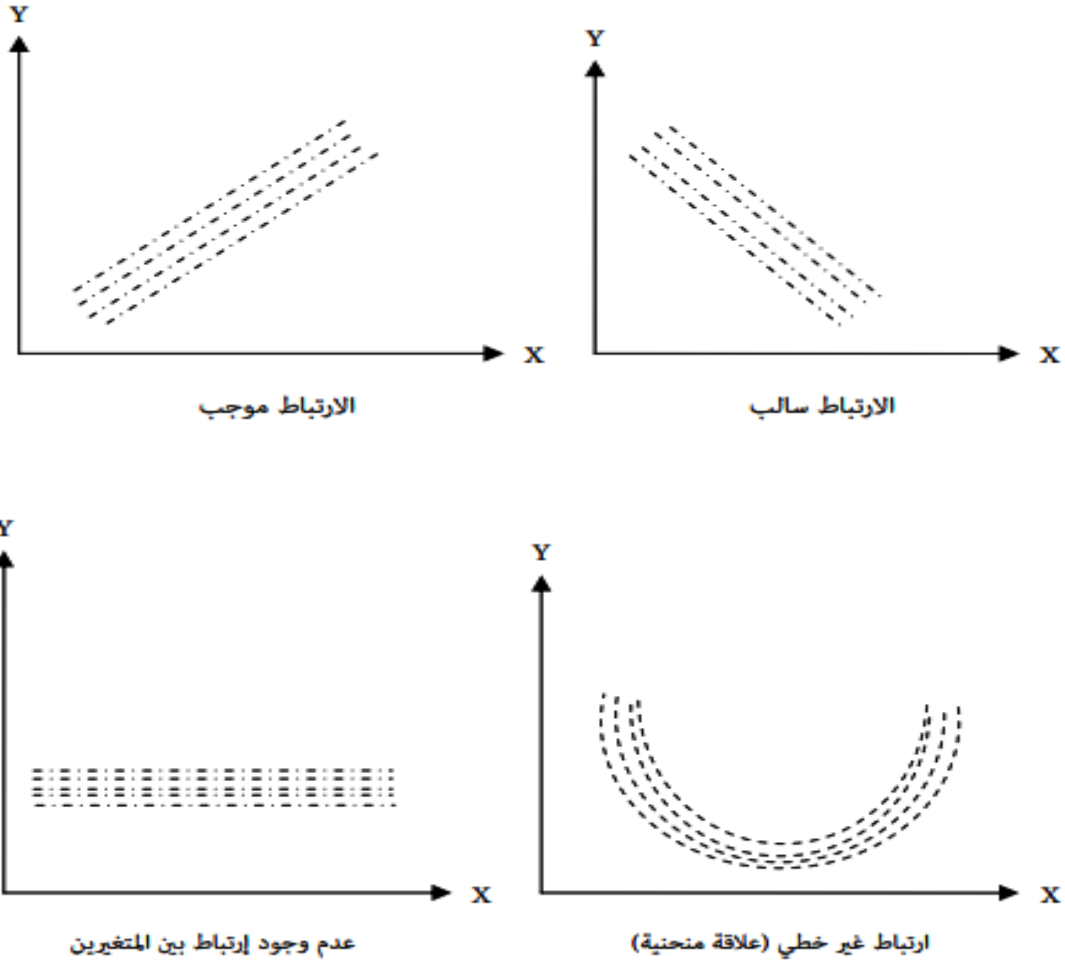 Y
Y
X
X
الارتباط موجب
الارتباط سالب
Y
Y
X
X
عدم وجود إرتباط بين المتغيرين
ارتباط غير خطي (علاقة منحنية)